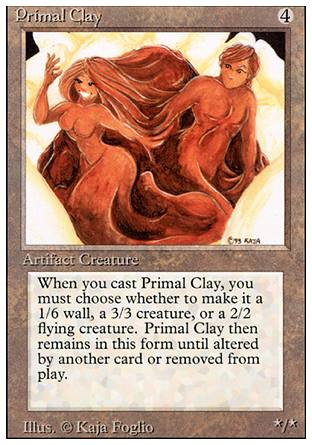 Primal Clay 4
©93 KAJA
Artifact Creature
When you cast Primal Clay, you
must choose whether to make it a
1/6 wall, a 3/3 creature, or a 2/2
flying creature. Primal Clay then
remains in this form until altered
by another card or removed from
play.
Illus. © Kaja Foglio */*